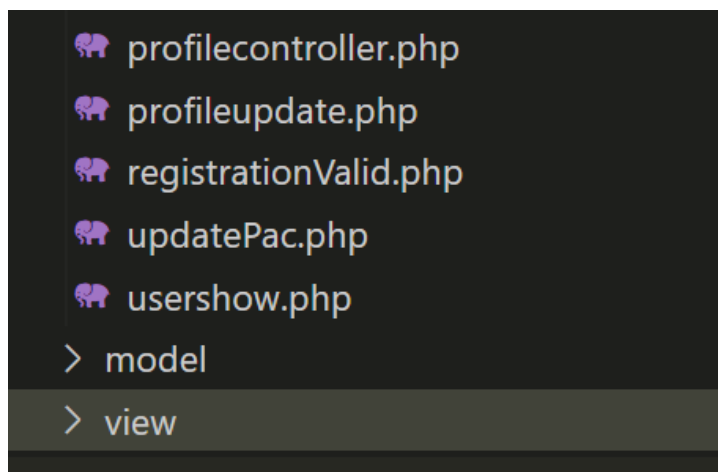 profilecontroller.php
profileupdate.php
registrationValid.php
updatePac.php
usershow.php
model
view